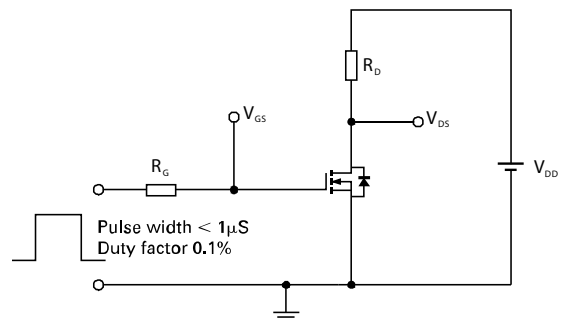 R_D
V_GS
V_DS
R_G
V_DD
Pulse width < 1μS
Duty factor 0.1%